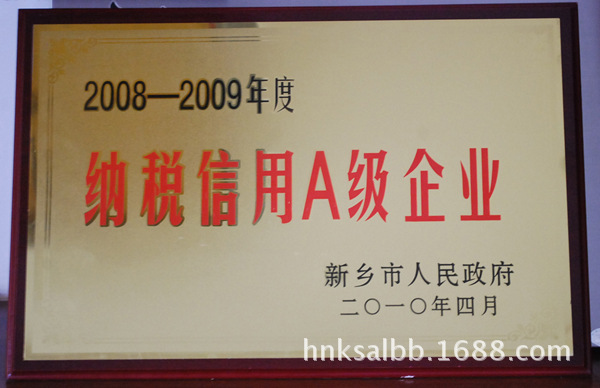 2008—2009年度
纳税信用A级企业
新乡市人民政府
二〇一〇年四月
hnksalbb.1688.com